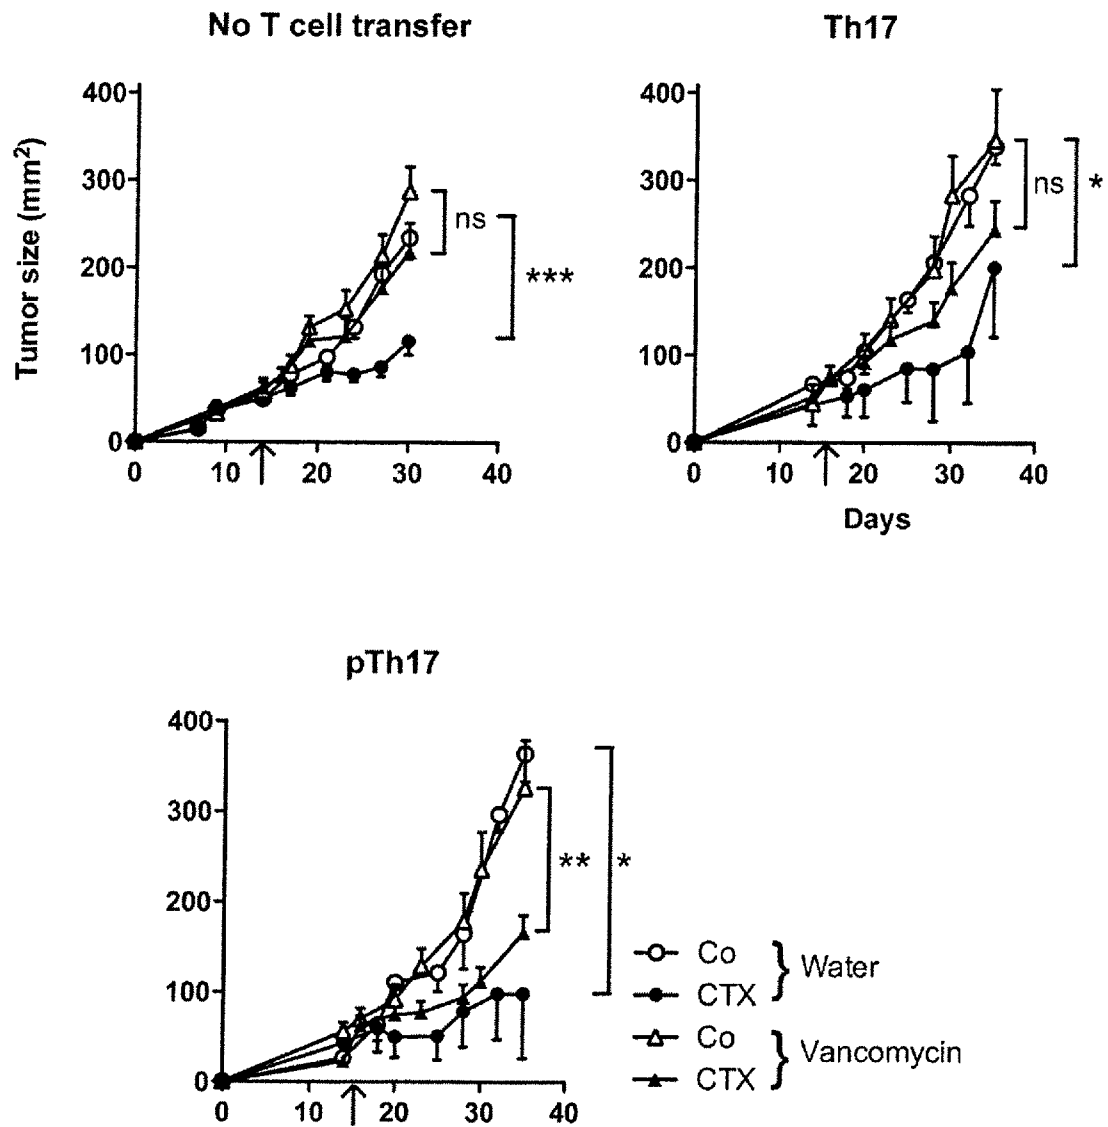 No T cell transfer
Th17
Tumor size (mm²)
400
300
200
100
0
0 10 20 30 40
ns
***
400
300
200
100
0
0 10 20 30 40
ns
*
Days
pTh17
400
300
200
100
0
0 10 20 30 40
**
*
Co
CTX
} Water
Co
CTX
} Vancomycin